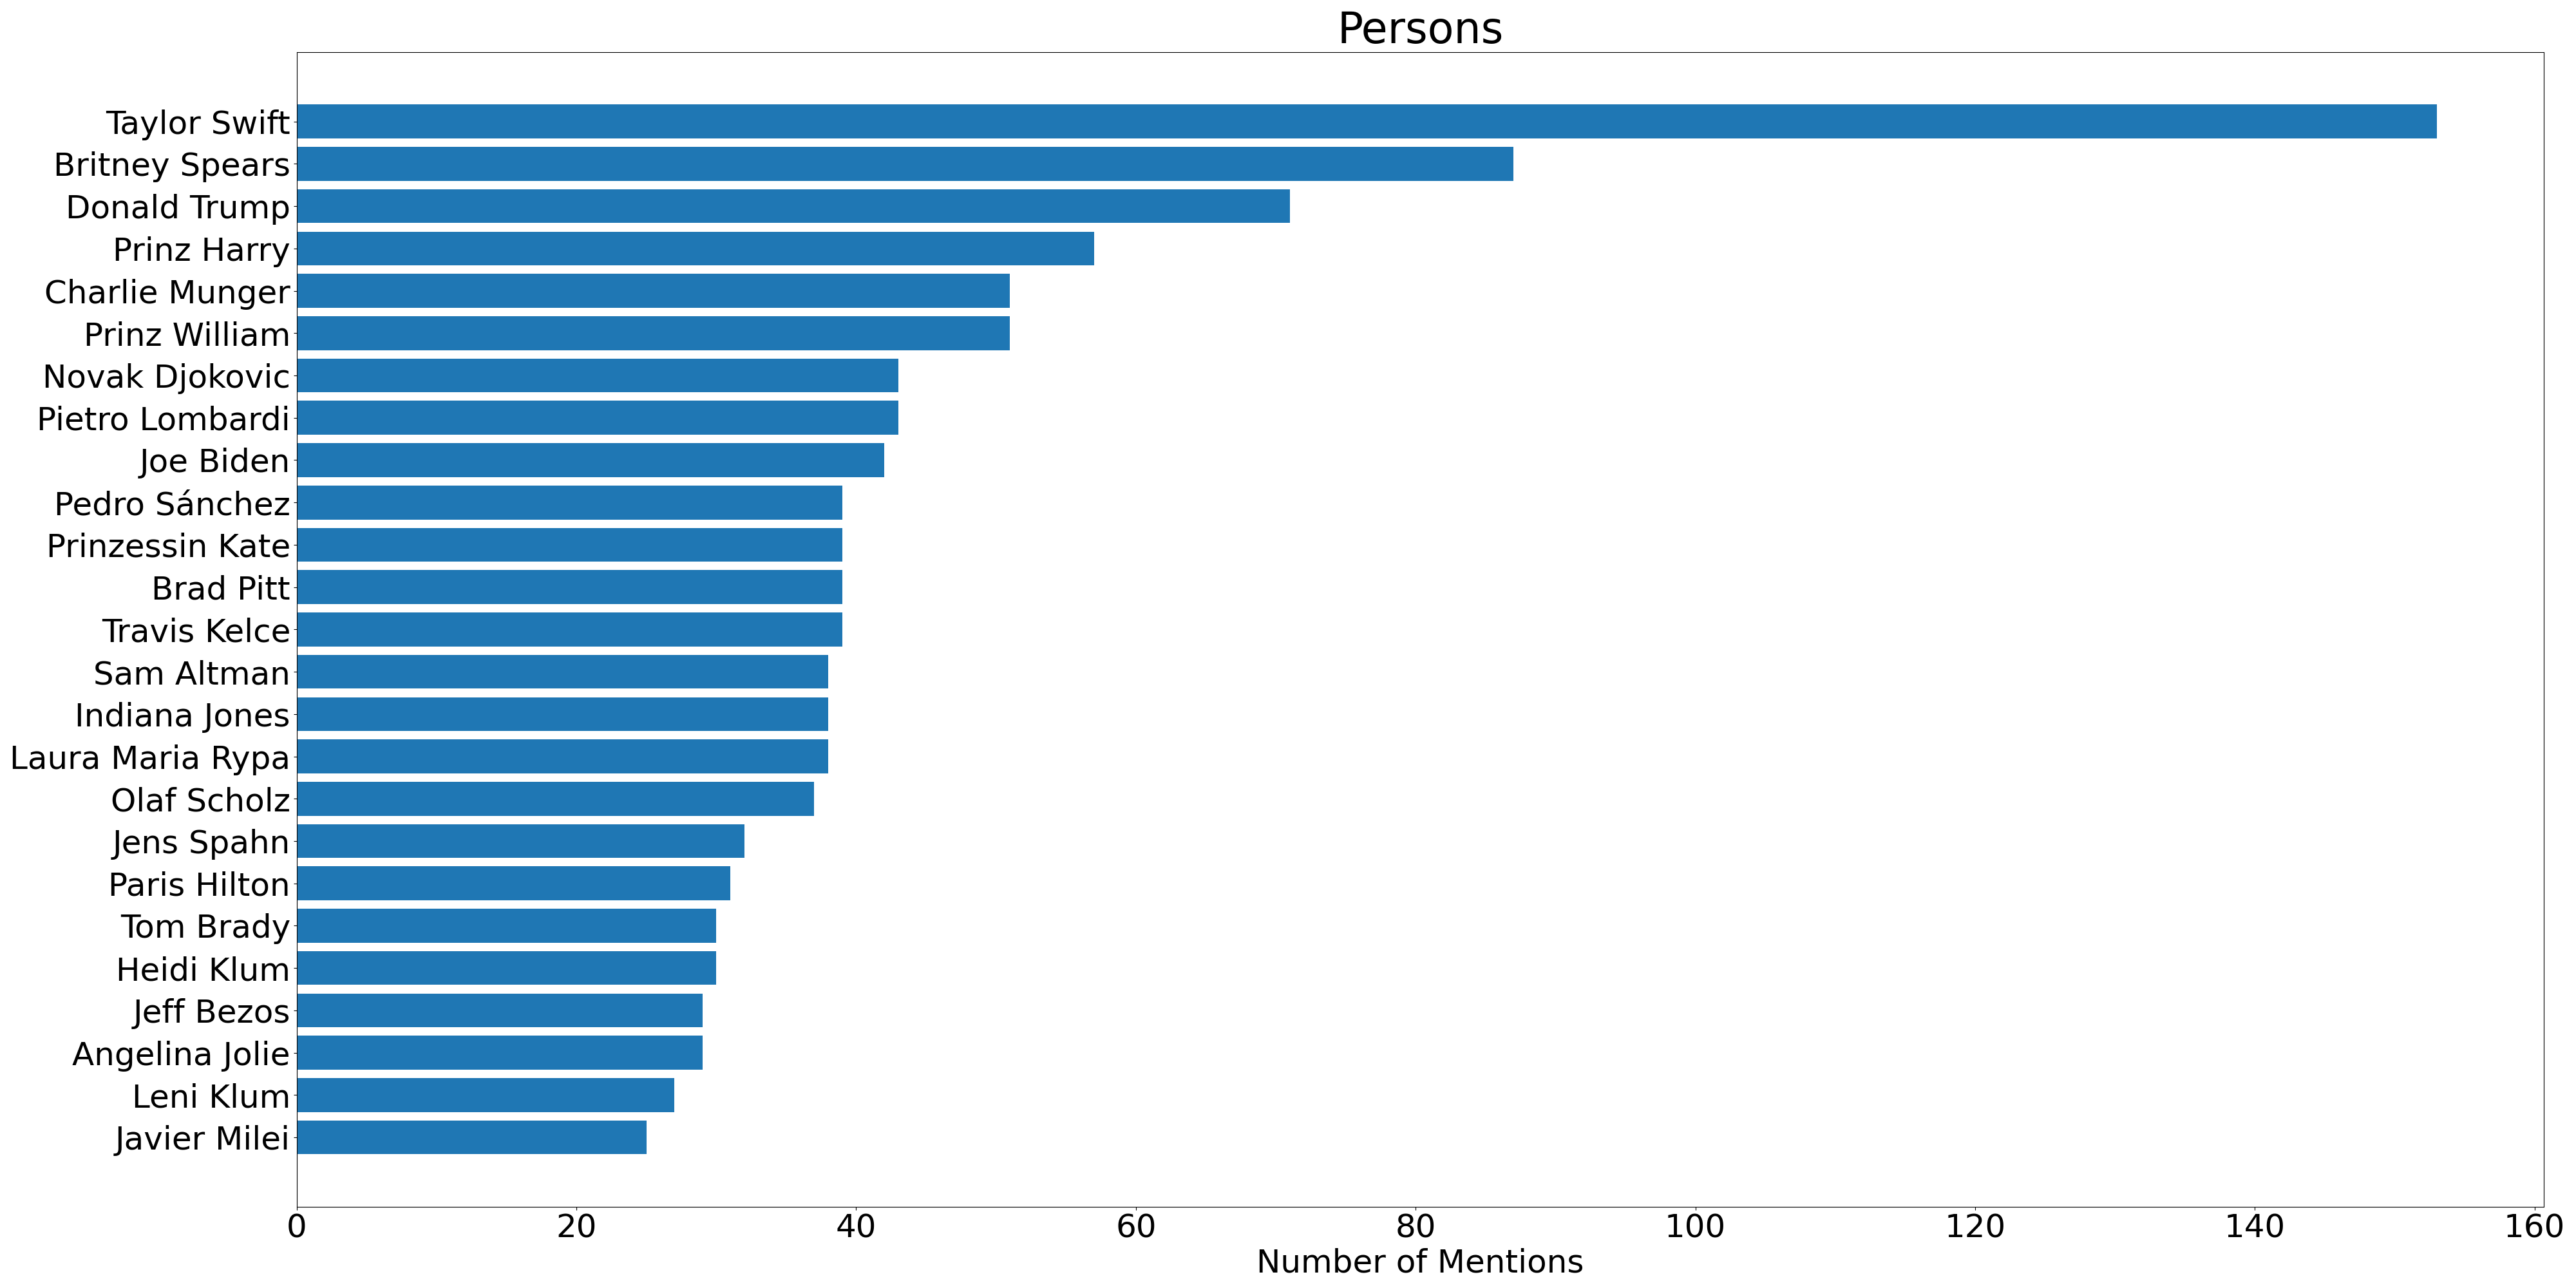 Persons
Taylor Swift
Britney Spears
Donald Trump
Prinz Harry
Charlie Munger
Prinz William
Novak Djokovic
Pietro Lombardi
Joe Biden
Pedro Sánchez
Prinzessin Kate
Brad Pitt
Travis Kelce
Sam Altman
Indiana Jones
Laura Maria Rypa
Olaf Scholz
Jens Spahn
Paris Hilton
Tom Brady
Heidi Klum
Jeff Bezos
Angelina Jolie
Leni Klum
Javier Milei
0 20 40 60 80 100 120 140 160
Number of Mentions